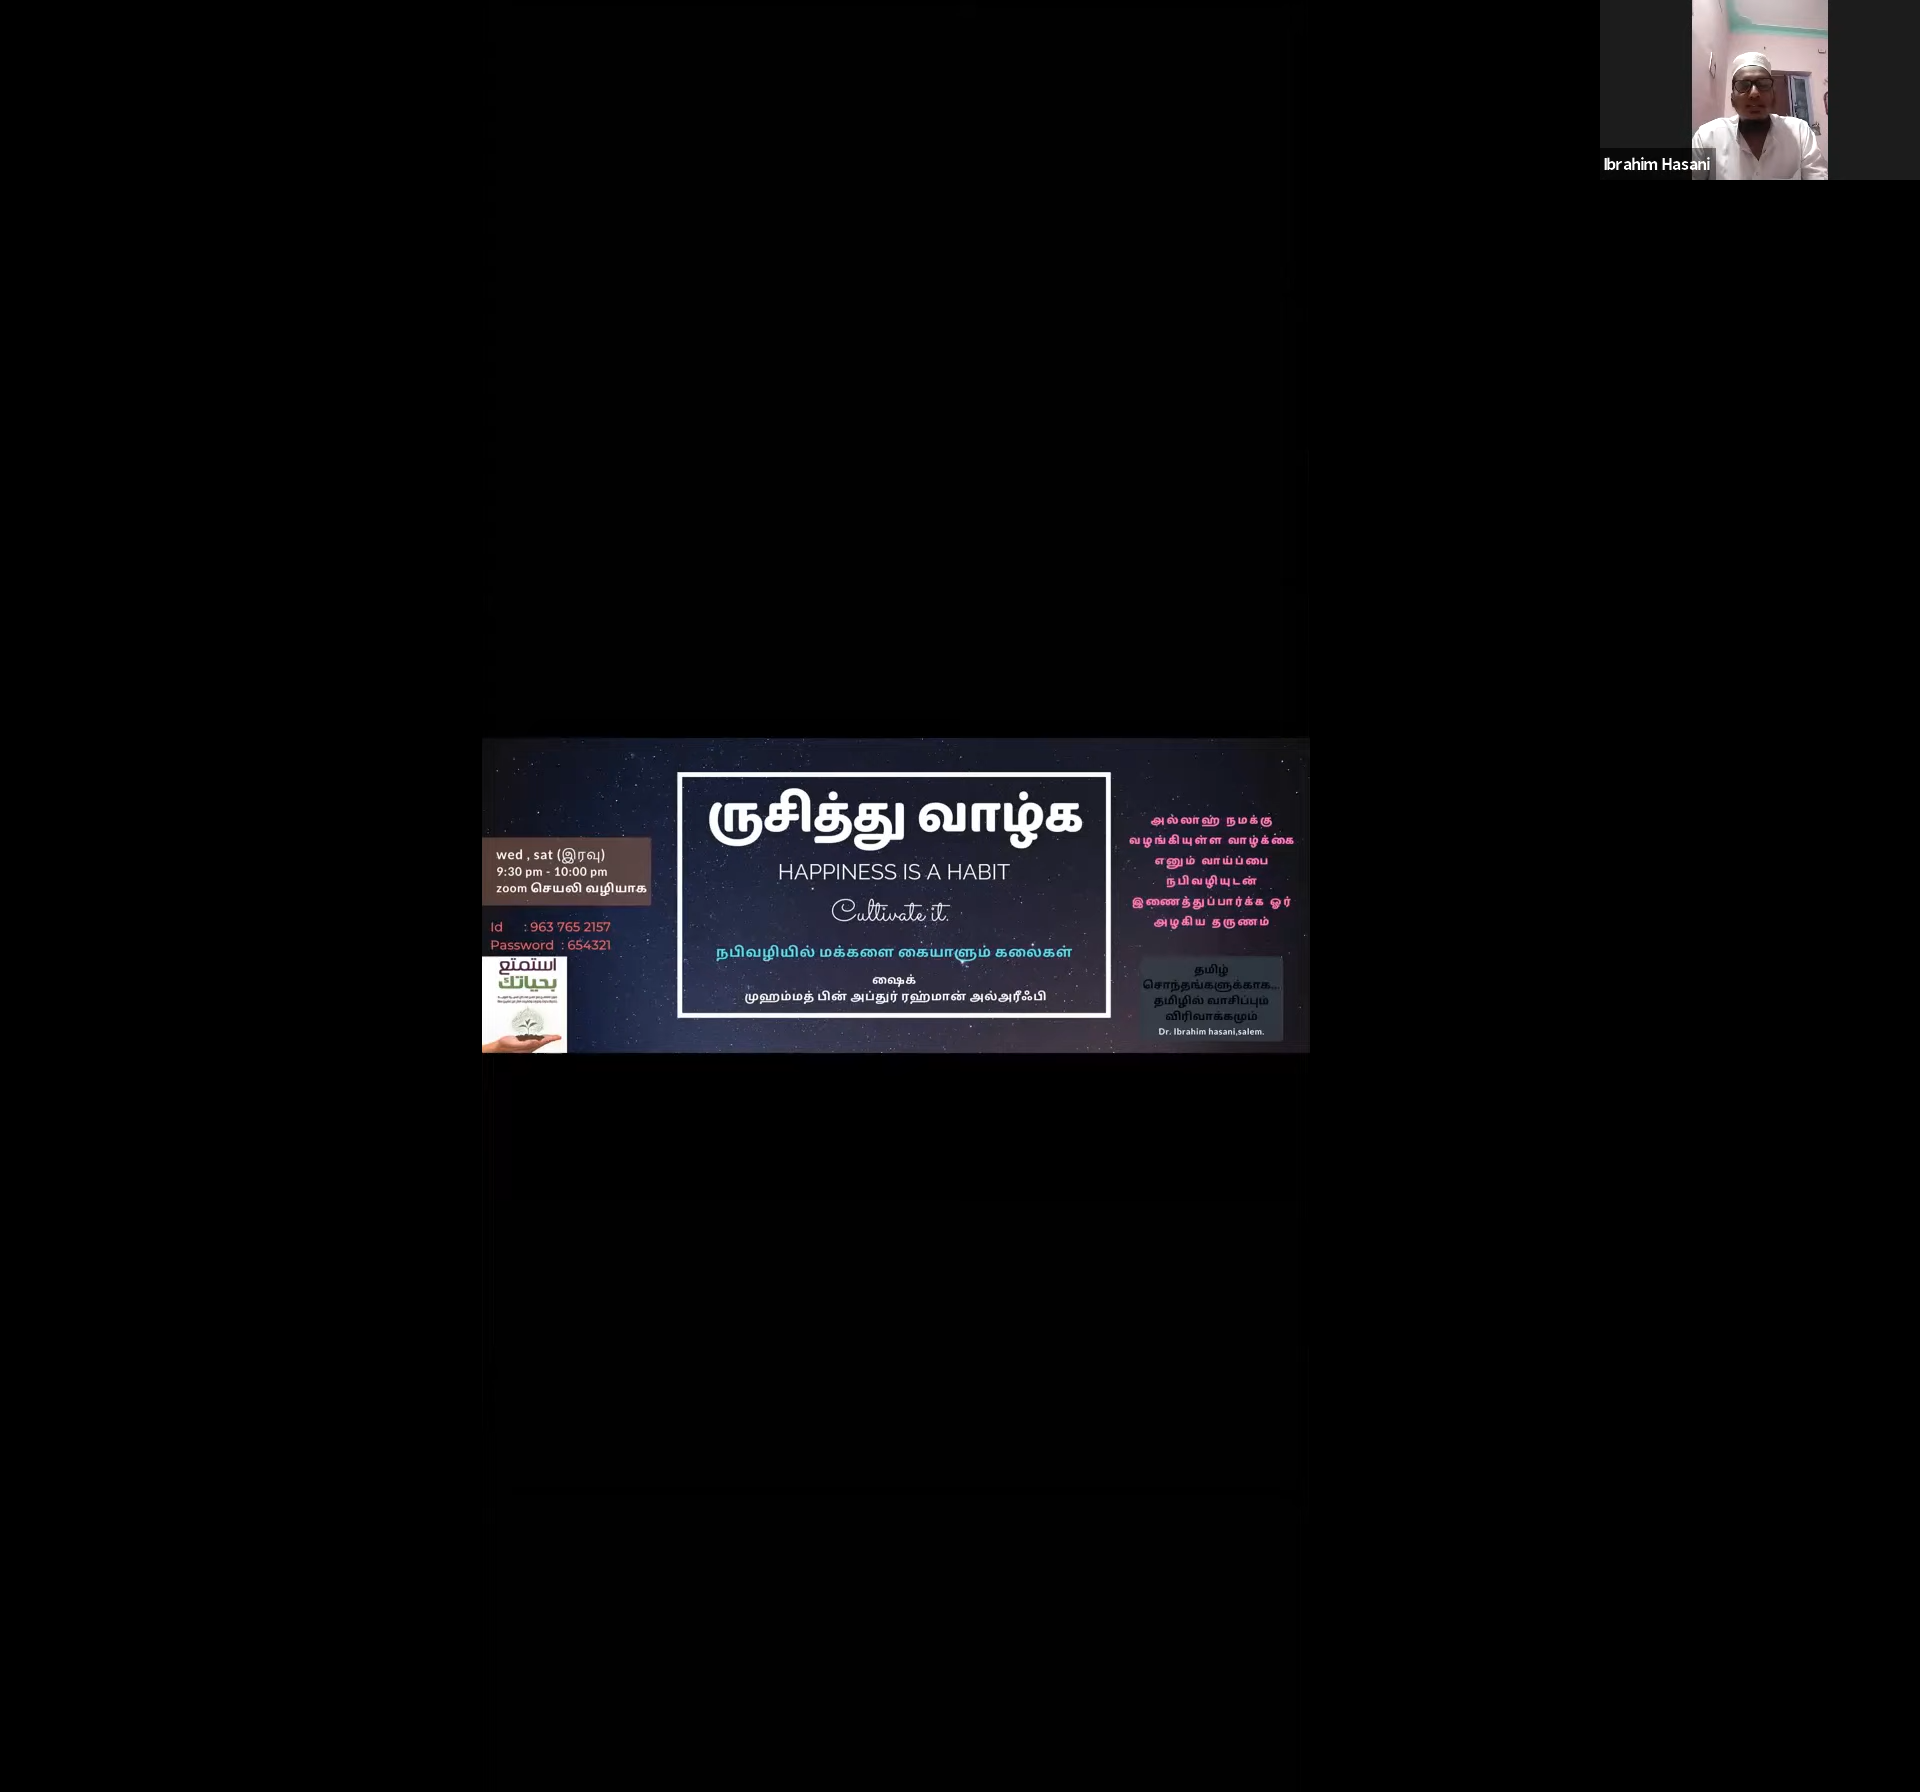 Ibrahim Hasani
ருசித்து வாழ்க
HAPPINESS IS A HABIT
Cultivate it.
நபிவழியில் மக்களை கையாளும் கலைகள்
ஷைக்
முஹம்மத் பின் அப்துர் ரஹ்மான் அல்அரீஃபி
wed , sat (இரவு)
9:30 pm - 10:00 pm
zoom செயலி வழியாக
Id : 963 765 2157
Password : 654321
استمتع
بحياتك
அல்லாஹ் நமக்கு
வழங்கியுள்ள வாழ்க்கை
எனும் வாய்ப்பை
நபிவழியுடன்
இணைத்துப்பார்க்க ஓர்
அழகிய தருணம்
தமிழ்
சொந்தங்களுக்காக...
தமிழில் வாசிப்பும்
விரிவாக்கமும்
Dr. Ibrahim hasani,salem.